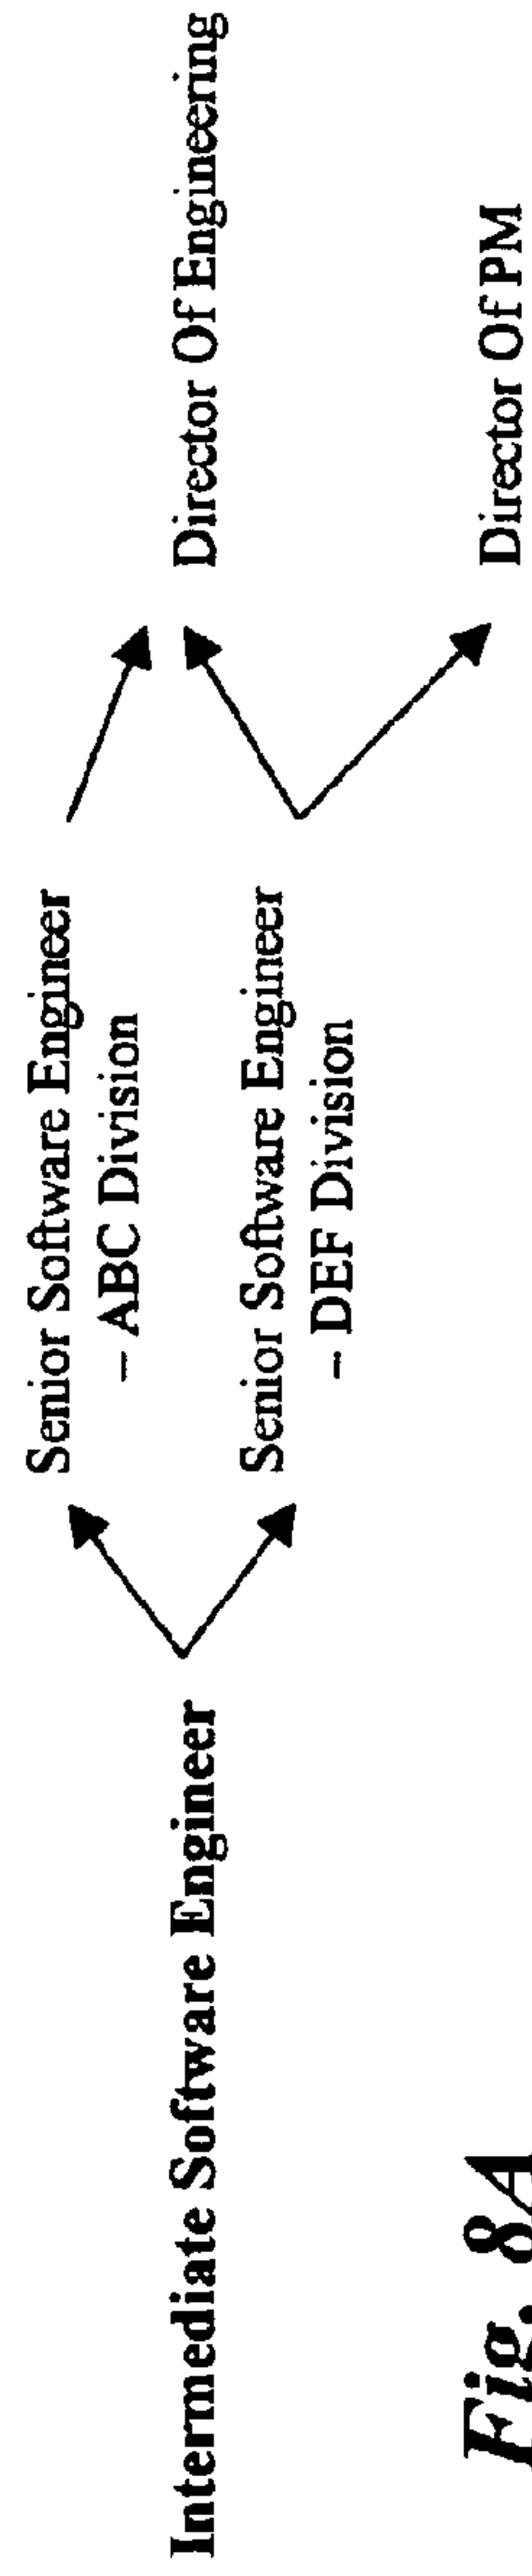 Intermediate Software Engineer
Senior Software Engineer
– ABC Division
Senior Software Engineer
– DEF Division
Director Of Engineering
Director Of PM
Fig. 8A